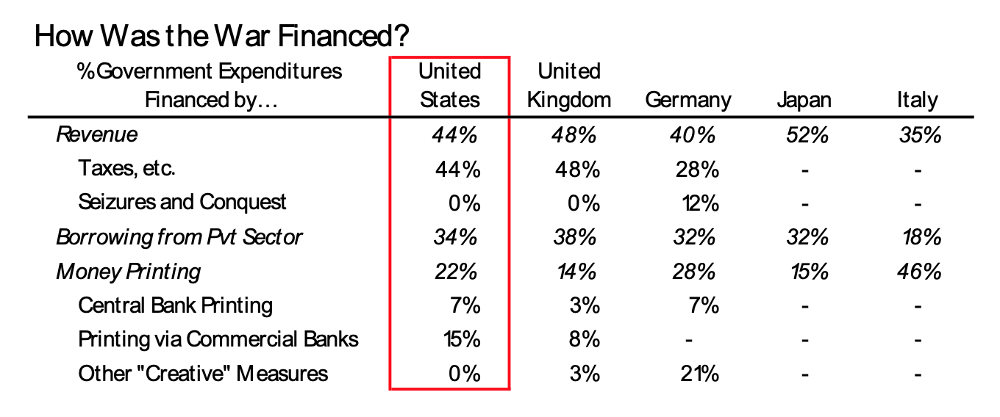 How Was the War Financed?
%Government Expenditures United United
Financed by… States Kingdom Germany Japan Italy
Revenue 44% 48% 40% 52% 35%
Taxes, etc. 44% 48% 28% - -
Seizures and Conquest 0% 0% 12% - -
Borrowing from Pvt Sector 34% 38% 32% 32% 18%
Money Printing 22% 14% 28% 15% 46%
Central Bank Printing 7% 3% 7% - -
Printing via Commercial Banks 15% 8% - - -
Other "Creative" Measures 0% 3% 21% - -